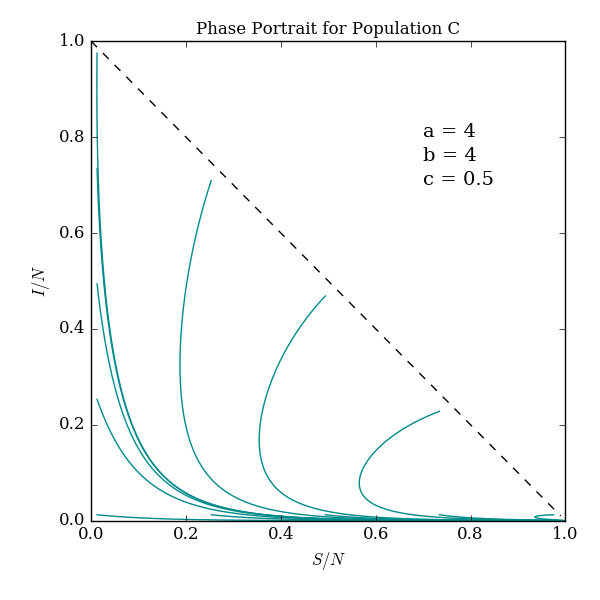 Phase Portrait for Population C
1.0
0.8
0.6
0.4
0.2
0.0
I/N
a = 4
b = 4
c = 0.5
0.0 0.2 0.4 0.6 0.8 1.0
S/N